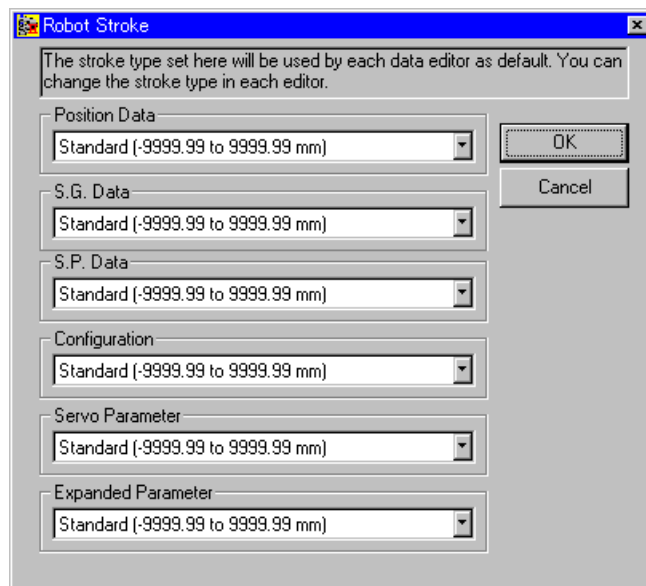 Robot Stroke
The stroke type set here will be used by each data editor as default. You can
change the stroke type in each editor.
Position Data
Standard (-9999.99 to 9999.99 mm)
OK
Cancel
S.G. Data
Standard (-9999.99 to 9999.99 mm)
S.P. Data
Standard (-9999.99 to 9999.99 mm)
Configuration
Standard (-9999.99 to 9999.99 mm)
Servo Parameter
Standard (-9999.99 to 9999.99 mm)
Expanded Parameter
Standard (-9999.99 to 9999.99 mm)